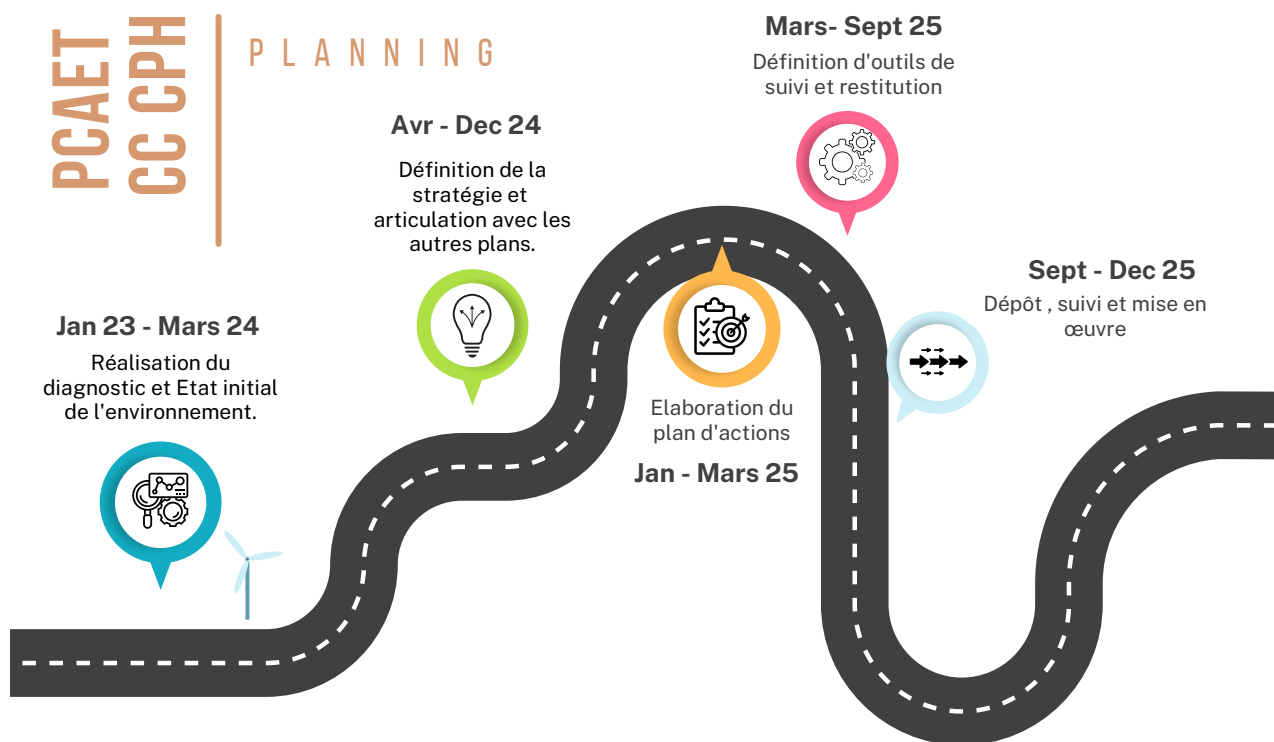 PCAET
CC CPH
PLANNING
Jan 23 - Mars 24
Réalisation du
diagnostic et Etat initial
de l'environnement.
Avr - Dec 24
Définition de la
stratégie et
articulation avec les
autres plans.
Elaboration du
plan d'actions
Jan - Mars 25
Mars- Sept 25
Définition d'outils de
suivi et restitution
Sept - Dec 25
Dépôt , suivi et mise en
œuvre